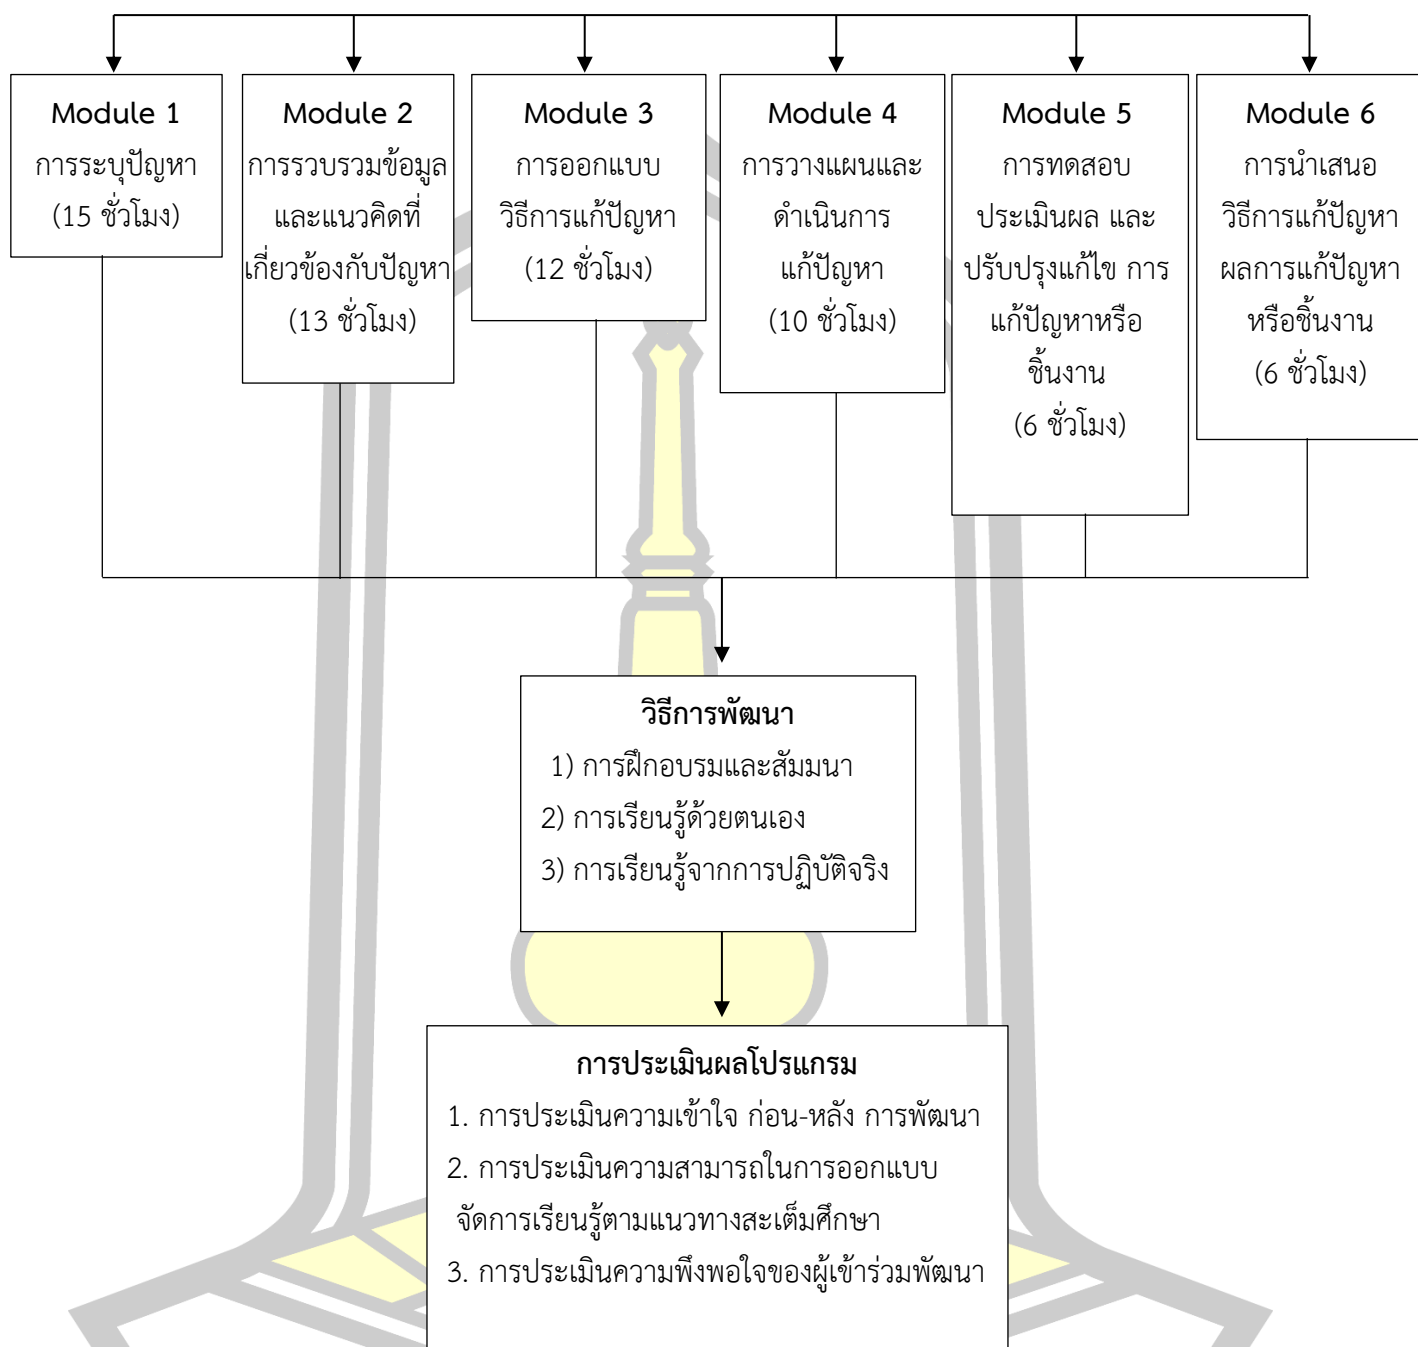 Module 1
การระบุปัญหา
(15 ชั่วโมง)
Module 2
การรวบรวมข้อมูล
และแนวคิดที่
เกี่ยวข้องกับปัญหา
(13 ชั่วโมง)
Module 3
การออกแบบ
วิธีการแก้ปัญหา
(12 ชั่วโมง)
Module 4
การวางแผนและ
ดำเนินการ
แก้ปัญหา
(10 ชั่วโมง)
Module 5
การทดสอบ
ประเมินผล และ
ปรับปรุงแก้ไข การ
แก้ปัญหาหรือ
ชิ้นงาน
(6 ชั่วโมง)
Module 6
การนำเสนอ
วิธีการแก้ปัญหา
ผลการแก้ปัญหา
หรือชิ้นงาน
(6 ชั่วโมง)
วิธีการพัฒนา
1) การฝึกอบรมและสัมมนา
2) การเรียนรู้ด้วยตนเอง
3) การเรียนรู้จากการปฏิบัติจริง
การประเมินผลโปรแกรม
1. การประเมินความเข้าใจ ก่อน-หลัง การพัฒนา
2. การประเมินความสามารถในการออกแบบ
จัดการเรียนรู้ตามแนวทางสะเต็มศึกษา
3. การประเมินความพึงพอใจของผู้เข้าร่วมพัฒนา